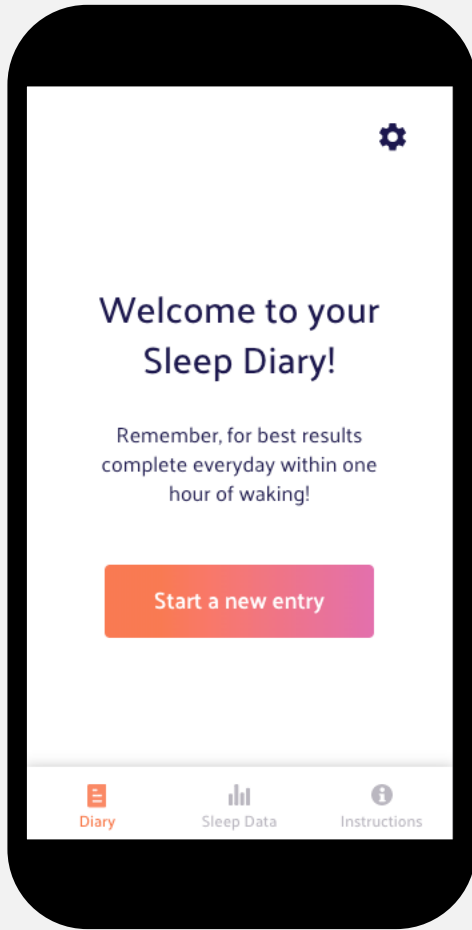 Welcome to your
Sleep Diary!
Remember, for best results
complete everyday within one
hour of waking!
Start a new entry
Diary
Sleep Data
Instructions